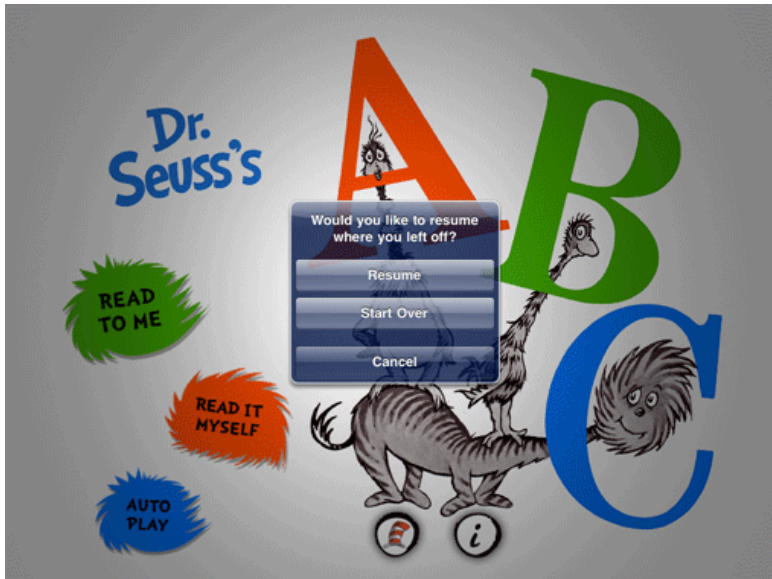 Dr.
Seuss's
A
B
C
Would you like to resume
where you left off?
Resume
Start Over
Cancel
READ
TO ME
READ IT
MYSELF
AUTO
PLAY
i